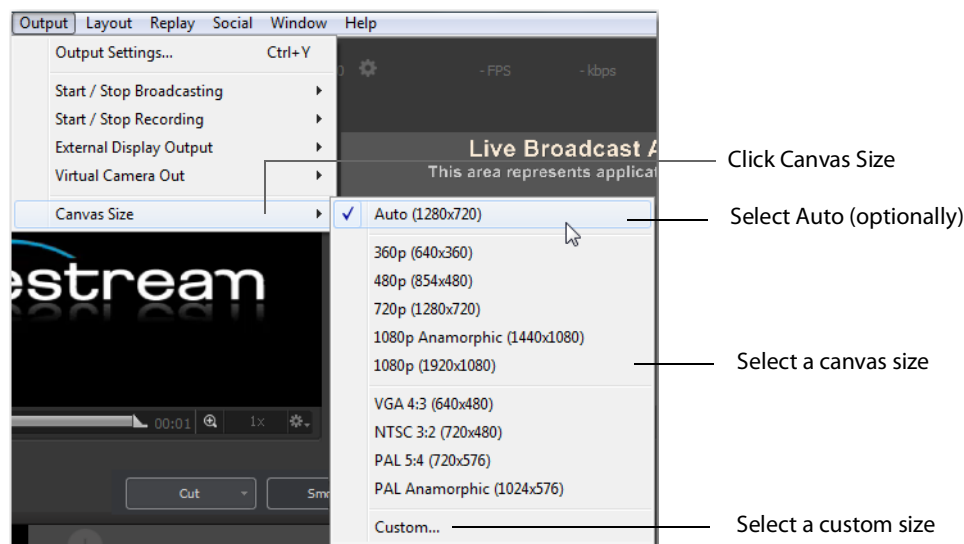 Output Layout Replay Social Window Help
Output Settings... Ctrl+Y
- FPS - kbps
Start / Stop Broadcasting
Start / Stop Recording
External Display Output
Live Broadcast
Virtual Camera Out
This area represents
Click Canvas Size
Canvas Size
Auto (1280x720)
Select Auto (optionally)
360p (640x360)
480p (854x480)
720p (1280x720)
1080p Anamorphic (1440x1080)
1080p (1920x1080)
Select a canvas size
estream
VGA 4:3 (640x480)
00:01 1x
NTSC 3:2 (720x480)
PAL 5:4 (720x576)
PAL Anamorphic (1024x576)
Cut
Custom...
Select a custom size